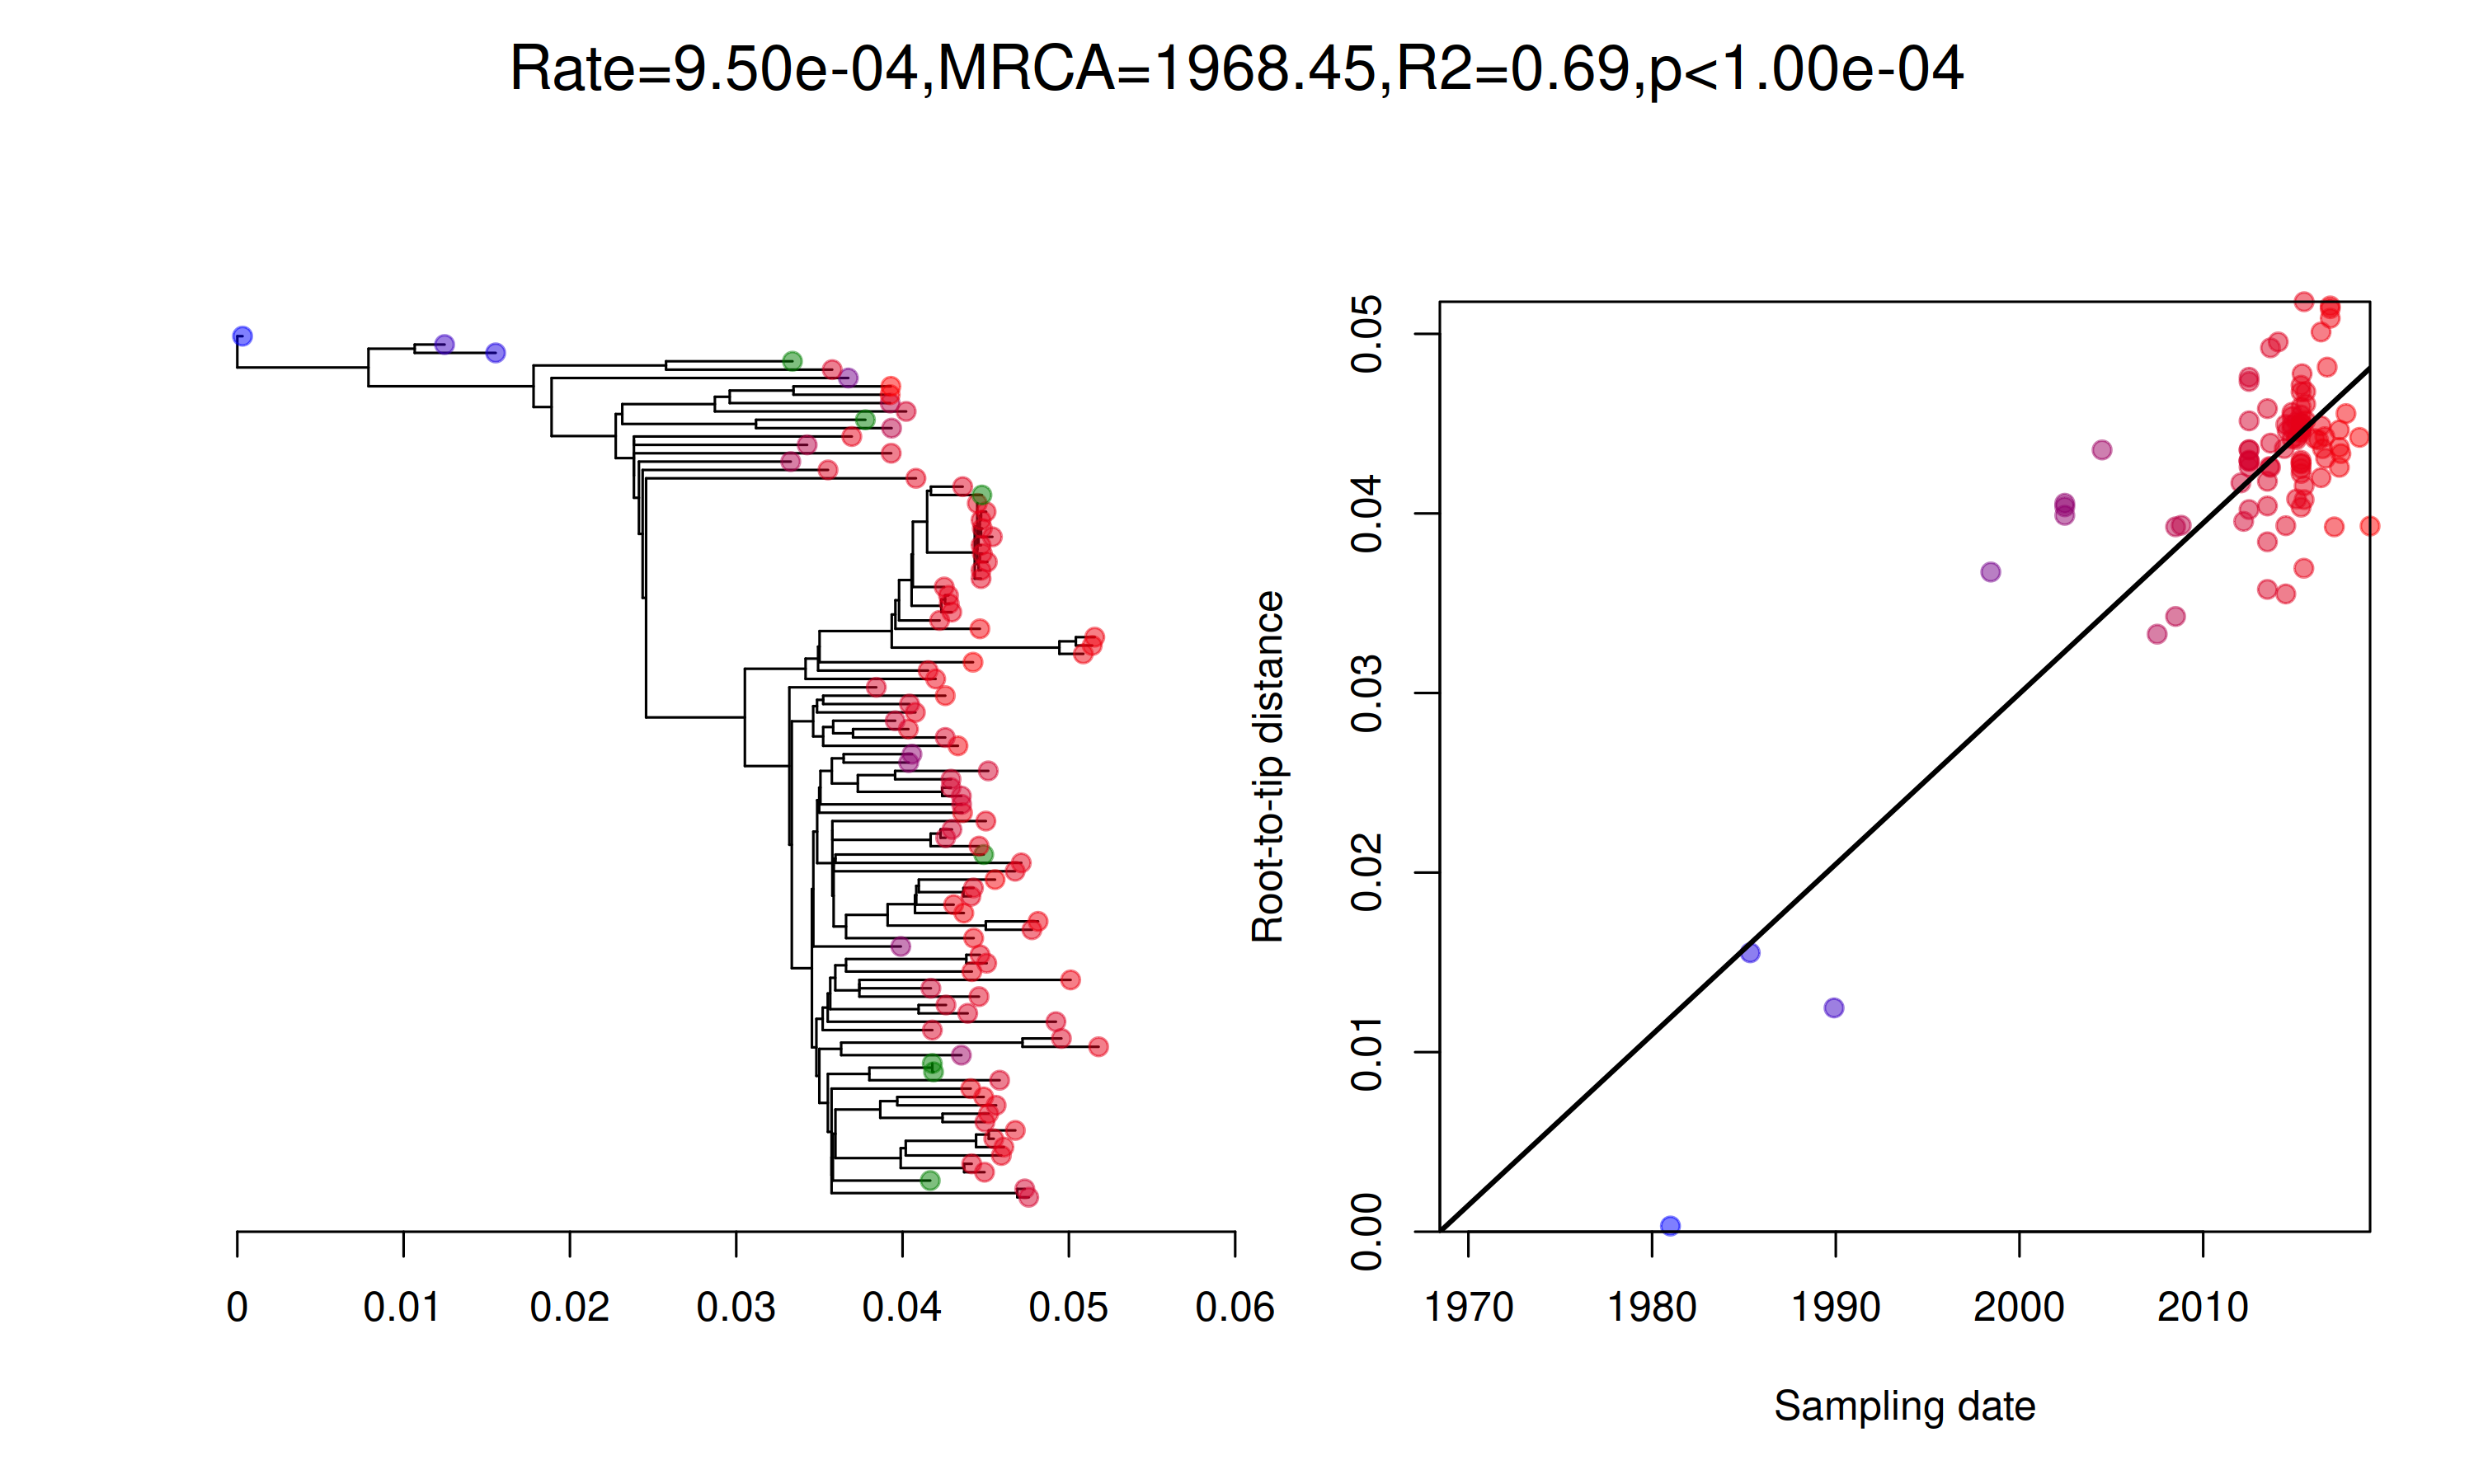 Rate=9.50e-04,MRCA=1968.45,R2=0.69,p<1.00e-04
0 0.01 0.02 0.03 0.04 0.05 0.06
Root-to-tip distance
0.00 0.01 0.02 0.03 0.04 0.05
1970 1980 1990 2000 2010
Sampling date